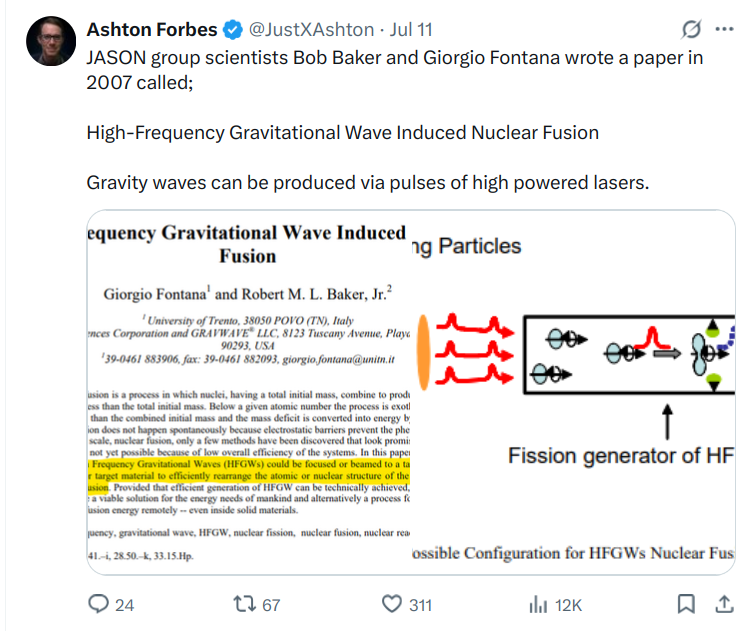 Ashton Forbes @JustXAshton · Jul 11
JASON group scientists Bob Baker and Giorgio Fontana wrote a paper in
2007 called;
High-Frequency Gravitational Wave Induced Nuclear Fusion
Gravity waves can be produced via pulses of high powered lasers.
equency Gravitational Wave Induced
Fusion
Giorgio Fontana¹ and Robert M. L. Baker, Jr.²
¹ University of Trento, 38050 POVO (TN), Italy
nces Corporation and GRAVWAVE® LLC, 8123 Tuscany Avenue, Playa
90293, USA
¹39-0461 883906, fax: 39-0461 882093, giorgio.fontana@unitn.it
usion is a process in which nuclei, having a total initial mass, combine to prod
ess than the total initial mass. Below a given atomic number the process is exot
than the combined initial mass and the mass deficit is converted into energy b
ion does not happen spontaneously because electrostatic barriers prevent the phe
scale, nuclear fusion, only a few methods have been discovered that look promi
not yet possible because of low overall efficiency of the systems. In this paper
Frequency Gravitational Waves (HFGWs) could be focused or beamed to a ta
r target material to efficiently rearrange the atomic or nuclear structure of the
usion. Provided that efficient generation of HFGW can be technically achieved,
a viable solution for the energy needs of mankind and alternatively a process fo
usion energy remotely -- even inside solid materials.
quency, gravitational wave, HFGW, nuclear fission, nuclear fusion, nuclear rea
41.–i, 28.50.–k, 33.15.Hp.
ng Particles
Fission generator of HF
ossible Configuration for HFGWs Nuclear Fus
24 67 311 12K